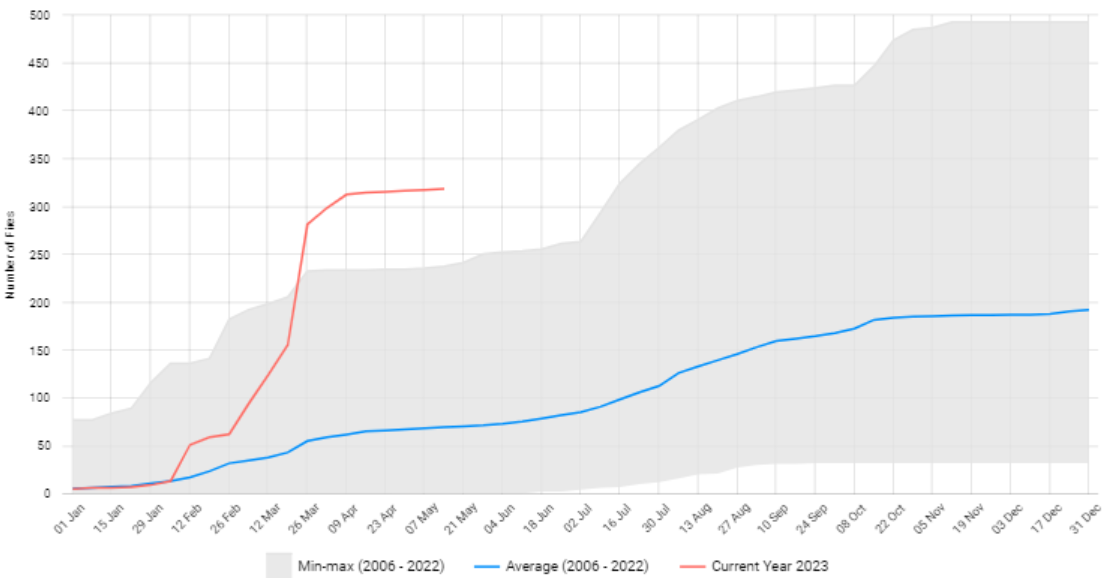 500
450
400
350
300
250
200
150
100
50
0
Number of Fires
01 Jan
15 Jan
29 Jan
12 Feb
26 Feb
12 Mar
26 Mar
09 Apr
23 Apr
07 May
21 May
04 Jun
18 Jun
02 Jul
16 Jul
30 Jul
13 Aug
27 Aug
10 Sep
24 Sep
08 Oct
22 Oct
05 Nov
19 Nov
03 Dec
17 Dec
31 Dec
Min-max (2006 - 2022) Average (2006 - 2022) Current Year 2023